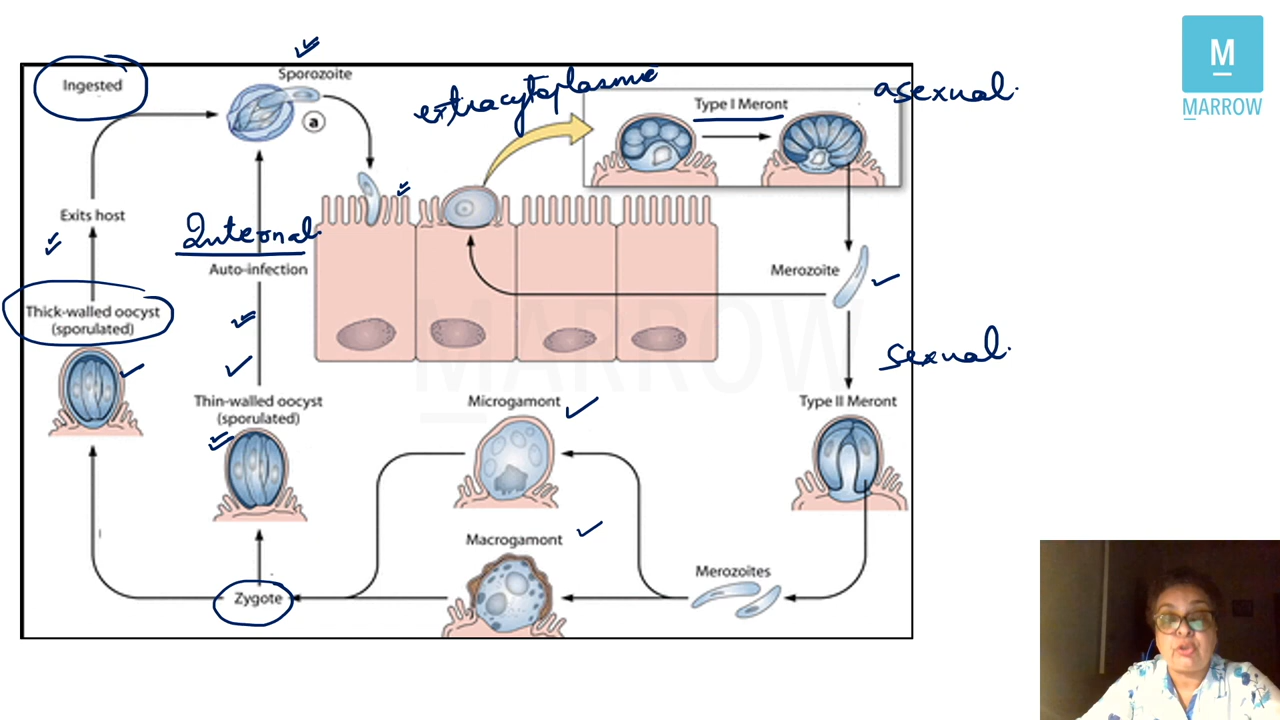 M
MARROW
Ingested
Sporozoite
a
extracytoplasmic
Type I Meront
asexual.
Exits host
Internal.
Auto-infection
Merozoite
Thick-walled oocyst
(sporulated)
sexual.
Thin-walled oocyst
(sporulated)
Microgamont
Type II Meront
Macrogamont
Merozoites
Zygote
MARROW